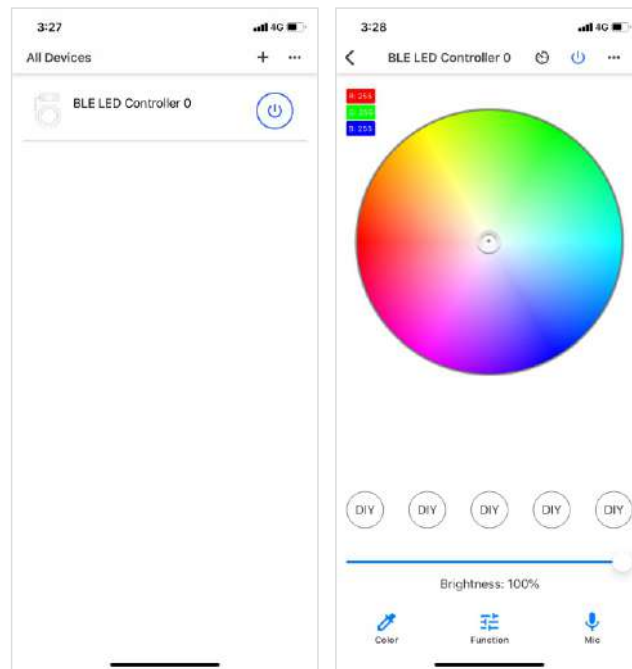 3:27
4G
All Devices
BLE LED Controller 0
3:28
4G
BLE LED Controller 0
R: 255
G: 255
B: 255
DIY
DIY
DIY
DIY
DIY
Brightness: 100%
Color
Function
Mic